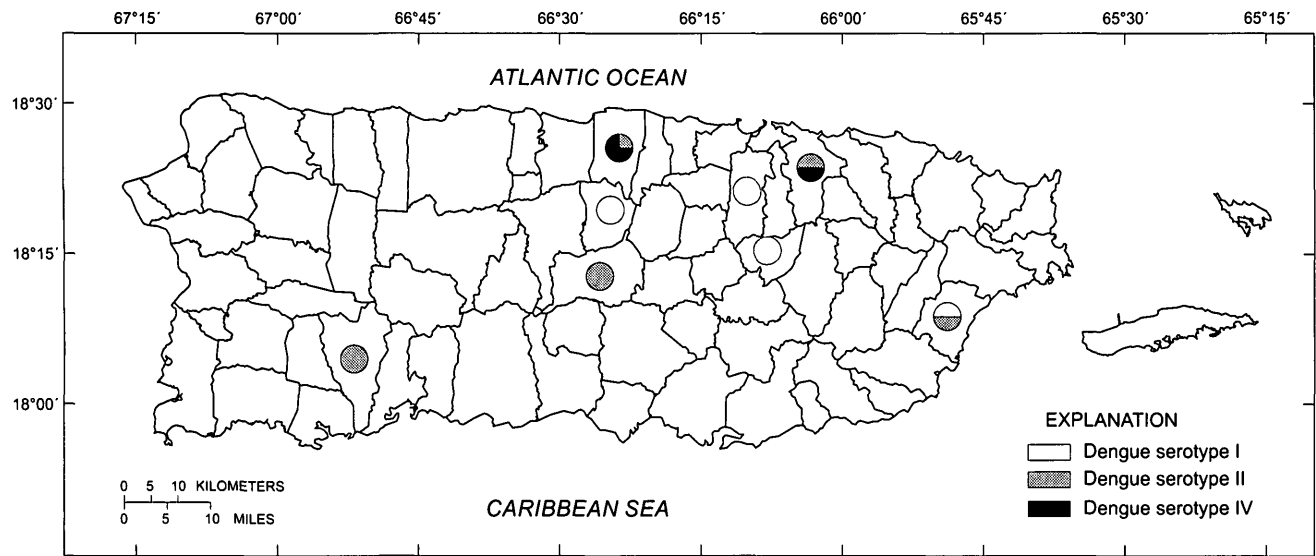 67°15′ 67°00′ 66°45′ 66°30′ 66°15′ 66°00′ 65°45′ 65°30′ 65°15′
ATLANTIC OCEAN
18°30′
18°15′
18°00′
EXPLANATION
Dengue serotype I
Dengue serotype II
Dengue serotype IV
0 5 10 KILOMETERS
0 5 10 MILES
CARIBBEAN SEA